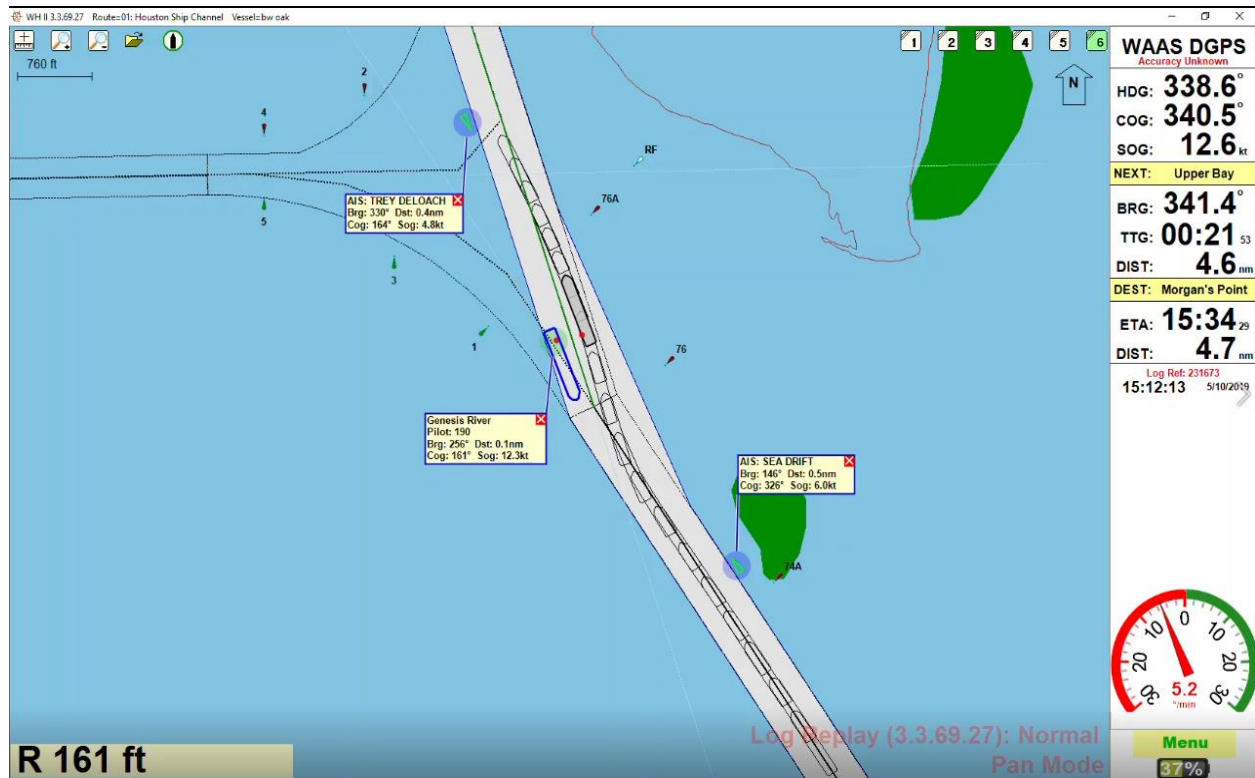 WH II 3.3.69.27 Route=01: Houston Ship Channel Vessel=bw oak
760 ft
1
2
3
4
5
6
N
2
4
RF
76A
AIS: TREY DELOACH
Brg: 330° Dst: 0.4nm
Cog: 164° Sog: 4.8kt
5
3
1
76
Genesis River
Pilot: 190
Brg: 256° Dst: 0.1nm
Cog: 161° Sog: 12.3kt
AIS: SEA DRIFT
Brg: 146° Dst: 0.5nm
Cog: 326° Sog: 6.0kt
74A
Log Replay (3.3.69.27): Normal
Pan Mode
R 161 ft
WAAS DGPS
Accuracy Unknown
HDG: 338.6°
COG: 340.5°
SOG: 12.6 kt
NEXT: Upper Bay
BRG: 341.4°
TTG: 00:21 53
DIST: 4.6 nm
DEST: Morgan's Point
ETA: 15:34 29
DIST: 4.7 nm
Log Ref: 231673
15:12:13 5/10/2019
30 20 10 0 10 20 30
5.2
°/min
Menu
37%